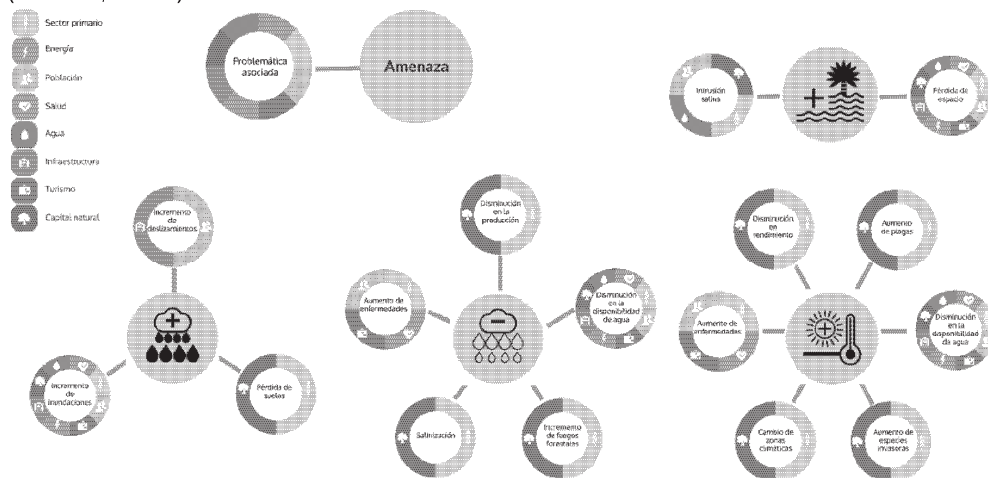 Sector primario
Energía
Población
Salud
Agua
Infraestructura
Turismo
Capital natural
Problemática
asociada
Amenaza
Intrusión
salina
Pérdida de
espacio
Incremento
de
deslizamientos
Incremento
de
inundaciones
Pérdida de
suelos
Disminución
en la
producción
Aumento de
enfermedades
Disminución
en la
disponibilidad
de agua
Salinización
Incremento
de fuegos
forestales
Disminución
en
rendimiento
Aumento
de plagas
Aumento de
enfermedades
Disminución
en la
disponibilidad
de agua
Cambio de
zonas
climáticas
Aumento de
especies
invasoras